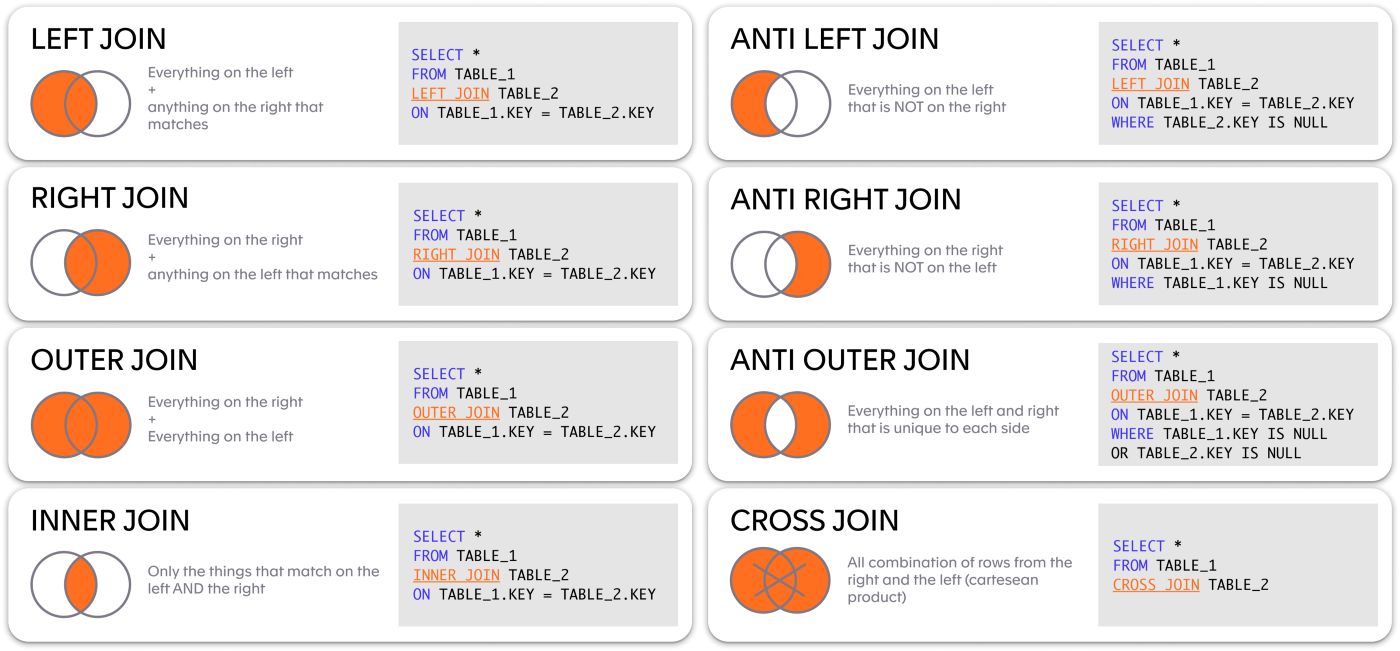 LEFT JOIN
Everything on the left
+
anything on the right that
matches
SELECT *
FROM TABLE_1
LEFT JOIN TABLE_2
ON TABLE_1.KEY = TABLE_2.KEY
ANTI LEFT JOIN
Everything on the left
that is NOT on the right
SELECT *
FROM TABLE_1
LEFT JOIN TABLE_2
ON TABLE_1.KEY = TABLE_2.KEY
WHERE TABLE_2.KEY IS NULL
RIGHT JOIN
Everything on the right
+
anything on the left that matches
SELECT *
FROM TABLE_1
RIGHT JOIN TABLE_2
ON TABLE_1.KEY = TABLE_2.KEY
ANTI RIGHT JOIN
Everything on the right
that is NOT on the left
SELECT *
FROM TABLE_1
RIGHT JOIN TABLE_2
ON TABLE_1.KEY = TABLE_2.KEY
WHERE TABLE_1.KEY IS NULL
OUTER JOIN
Everything on the right
+
Everything on the left
SELECT *
FROM TABLE_1
OUTER JOIN TABLE_2
ON TABLE_1.KEY = TABLE_2.KEY
ANTI OUTER JOIN
Everything on the left and right
that is unique to each side
SELECT *
FROM TABLE_1
OUTER JOIN TABLE_2
ON TABLE_1.KEY = TABLE_2.KEY
WHERE TABLE_1.KEY IS NULL
OR TABLE_2.KEY IS NULL
INNER JOIN
Only the things that match on the
left AND the right
SELECT *
FROM TABLE_1
INNER JOIN TABLE_2
ON TABLE_1.KEY = TABLE_2.KEY
CROSS JOIN
All combination of rows from the
right and the left (cartesean
product)
SELECT *
FROM TABLE_1
CROSS JOIN TABLE_2